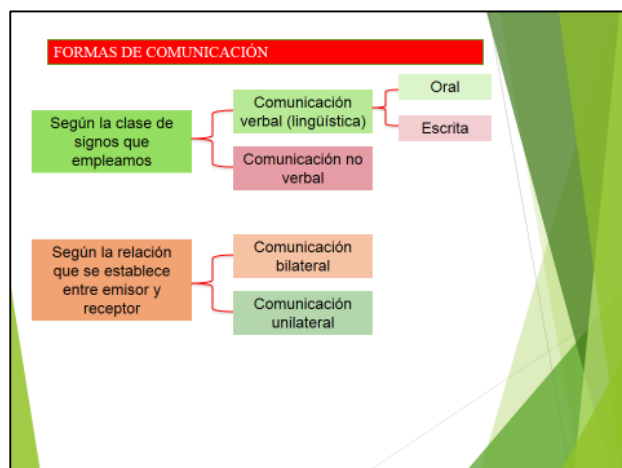 FORMAS DE COMUNICACIÓN
Según la clase de
signos que
empleamos
Comunicación
verbal (lingüística)
Oral
Escrita
Comunicación no
verbal
Según la relación
que se establece
entre emisor y
receptor
Comunicación
bilateral
Comunicación
unilateral